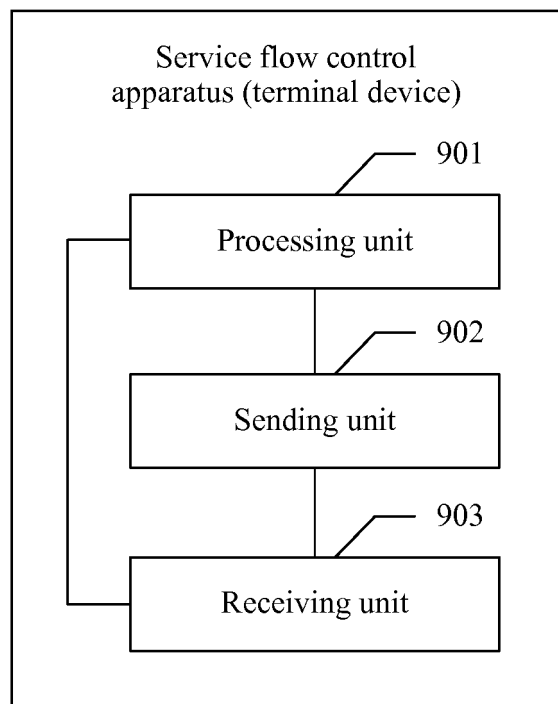 Service flow control
apparatus (terminal device)
901
Processing unit
902
Sending unit
903
Receiving unit